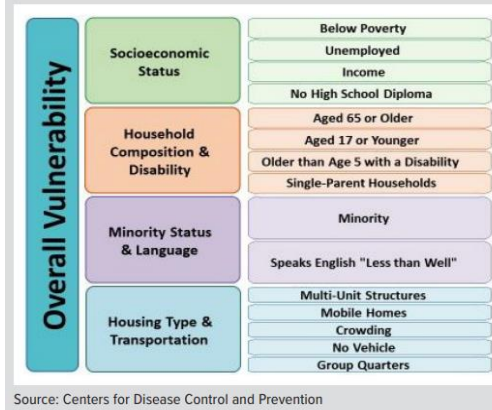 Overall Vulnerability
Socioeconomic
Status
Below Poverty
Unemployed
Income
No High School Diploma
Household
Composition &
Disability
Aged 65 or Older
Aged 17 or Younger
Older than Age 5 with a Disability
Single-Parent Households
Minority Status
& Language
Minority
Speaks English "Less than Well"
Housing Type &
Transportation
Multi-Unit Structures
Mobile Homes
Crowding
No Vehicle
Group Quarters
Source: Centers for Disease Control and Prevention